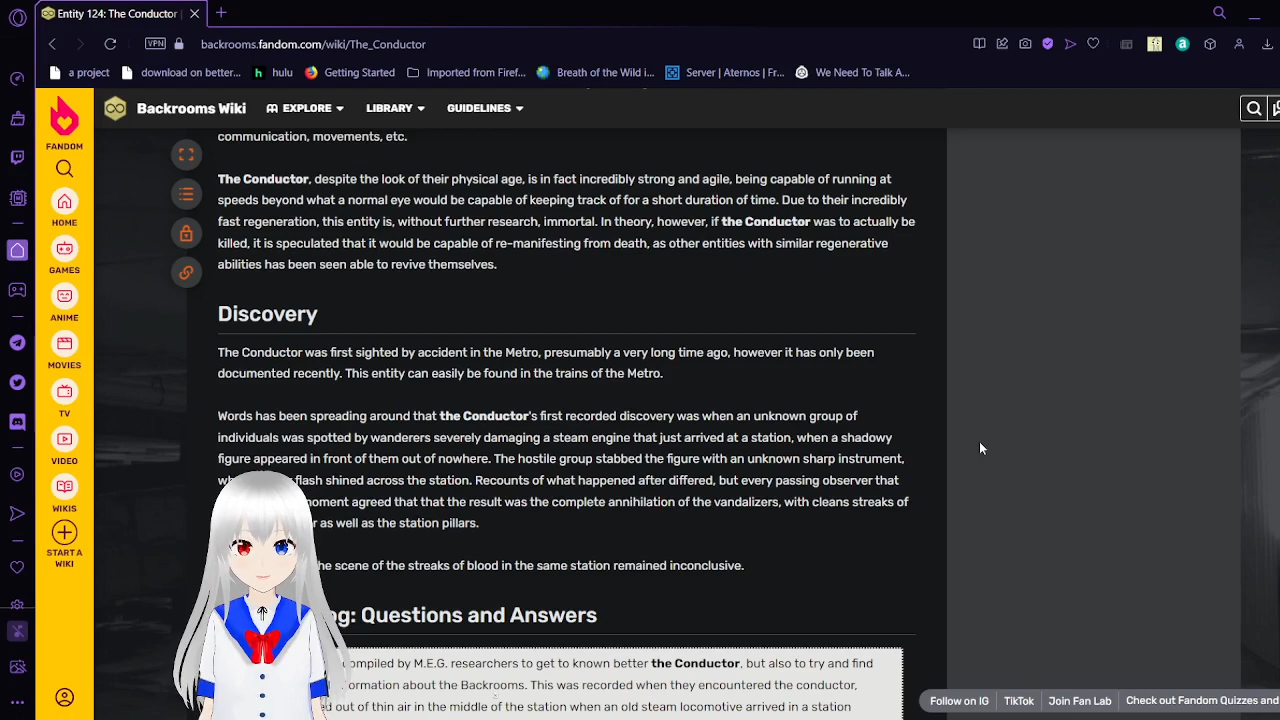 Entity 124: The Conductor |
VPN
backrooms.fandom.com/wiki/The_Conductor
a project
download on better...
hulu
Getting Started
Imported from Firef...
Breath of the Wild i...
Server | Aternos | Fr...
We Need To Talk A...
Backrooms Wiki
EXPLORE
LIBRARY
GUIDELINES
FANDOM
HOME
GAMES
ANIME
MOVIES
TV
VIDEO
WIKIS
START A
WIKI
communication, movements, etc.
The Conductor, despite the look of their physical age, is in fact incredibly strong and agile, being capable of running at
speeds beyond what a normal eye would be capable of keeping track of for a short duration of time. Due to their incredibly
fast regeneration, this entity is, without further research, immortal. In theory, however, if the Conductor was to actually be
killed, it is speculated that it would be capable of re-manifesting from death, as other entities with similar regenerative
abilities has been seen able to revive themselves.
Discovery
The Conductor was first sighted by accident in the Metro, presumably a very long time ago, however it has only been
documented recently. This entity can easily be found in the trains of the Metro.
Words has been spreading around that the Conductor's first recorded discovery was when an unknown group of
individuals was spotted by wanderers severely damaging a steam engine that just arrived at a station, when a shadowy
figure appeared in front of them out of nowhere. The hostile group stabbed the figure with an unknown sharp instrument,
flash shined across the station. Recounts of what happened after differed, but every passing observer that
moment agreed that that the result was the complete annihilation of the vandalizers, with cleans streaks of
as well as the station pillars.
the scene of the streaks of blood in the same station remained inconclusive.
Questions and Answers
compiled by M.E.G. researchers to get to known better the Conductor, but also to try and find
information about the Backrooms. This was recorded when they encountered the conductor,
out thin air in the middle of the station when an old steam locomotive arrived in a station
Follow on IG
TikTok
Join Fan Lab
Check out Fandom Quizzes and